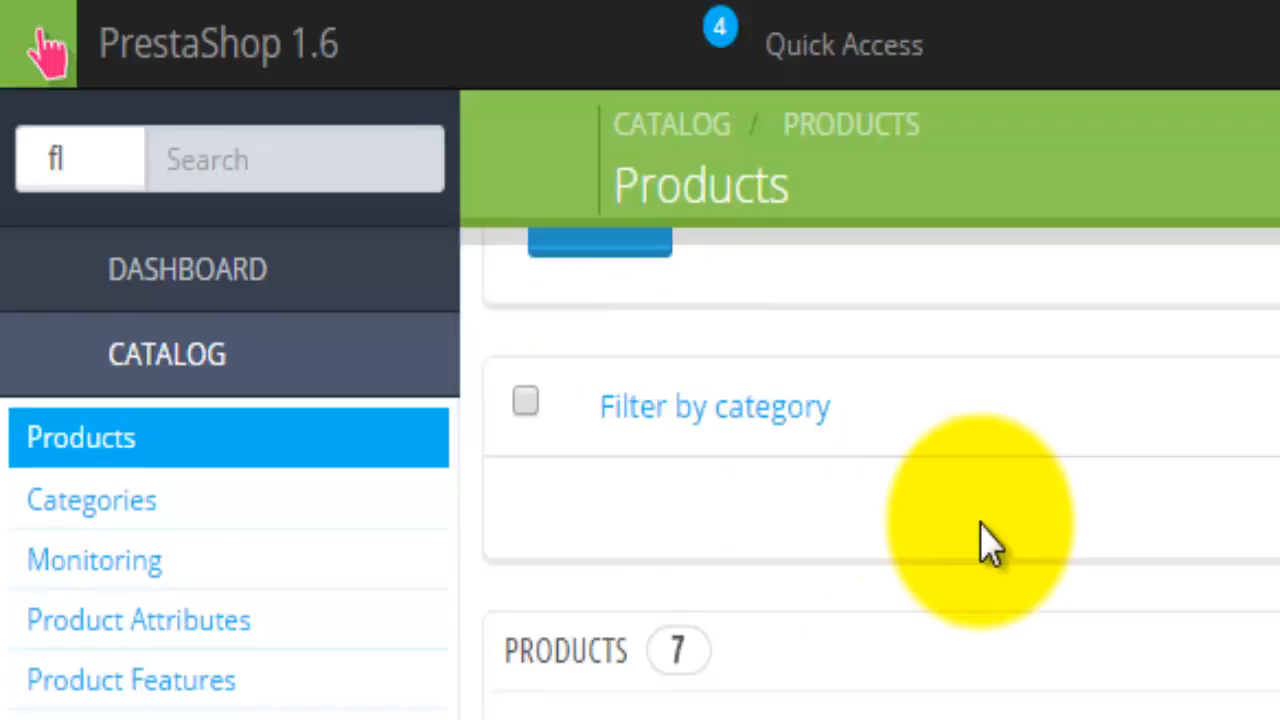 PrestaShop 1.6
4
Quick Access
fl
Search
CATALOG / PRODUCTS
Products
DASHBOARD
CATALOG
Products
Categories
Monitoring
Product Attributes
Product Features
Filter by category
PRODUCTS 7